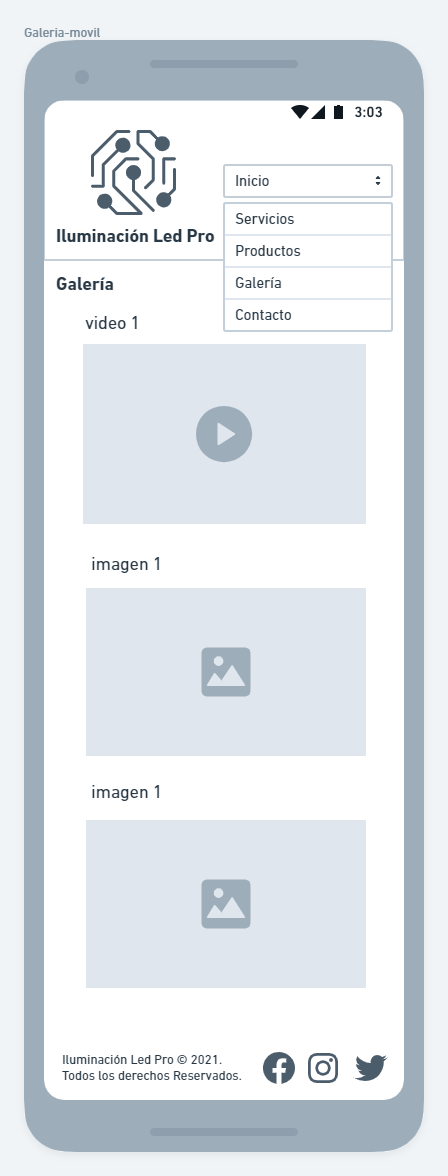 Galeria-movil
3:03
Iluminación Led Pro
Inicio
Servicios
Productos
Galería
Contacto
Galería
video 1
imagen 1
imagen 1
Iluminación Led Pro © 2021.
Todos los derechos Reservados.